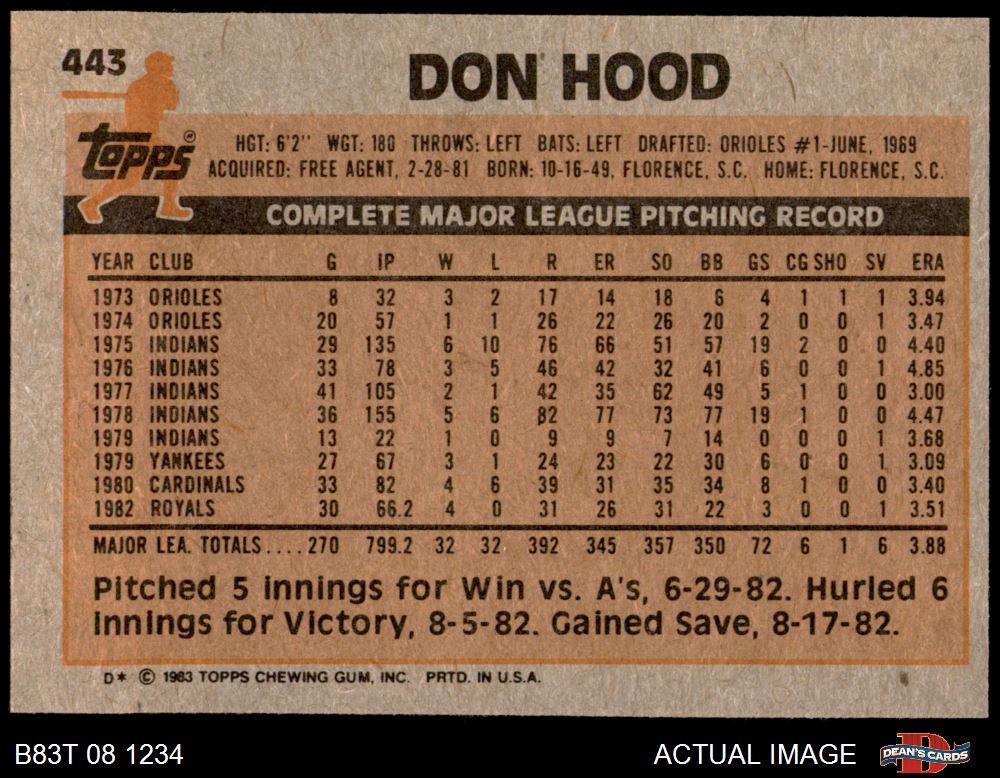 443
DON HOOD
topps®
HGT: 6'2" WGT: 180 THROWS: LEFT BATS: LEFT DRAFTED: ORIOLES #1-JUNE, 1969
ACQUIRED: FREE AGENT, 2-28-81 BORN: 10-16-49, FLORENCE, S.C. HOME: FLORENCE, S.C.
COMPLETE MAJOR LEAGUE PITCHING RECORD
YEAR CLUB G IP W L R ER SO BB GS CG SHO SV ERA
1973 ORIOLES 8 32 3 2 17 14 18 6 4 1 1 1 3.94
1974 ORIOLES 20 57 1 1 26 22 26 20 2 0 0 1 3.47
1975 INDIANS 29 135 6 10 76 66 51 57 19 2 0 0 4.40
1976 INDIANS 33 78 3 5 46 42 32 41 6 0 0 1 4.85
1977 INDIANS 41 105 2 1 42 35 62 49 5 1 0 0 3.00
1978 INDIANS 36 155 5 6 82 77 73 77 19 1 0 0 4.47
1979 INDIANS 13 22 1 0 9 9 7 14 0 0 0 1 3.68
1979 YANKEES 27 67 3 1 24 23 22 30 6 0 0 1 3.09
1980 CARDINALS 33 82 4 6 39 31 35 34 8 1 0 0 3.40
1982 ROYALS 30 66.2 4 0 31 26 31 22 3 0 0 1 3.51
MAJOR LEA. TOTALS....270 799.2 32 32 392 345 357 350 72 6 1 6 3.88
Pitched 5 innings for Win vs. A's, 6-29-82. Hurled 6
innings for Victory, 8-5-82. Gained Save, 8-17-82.
D* © 1983 TOPPS CHEWING GUM, INC. PRTD. IN U.S.A.
B83T 08 1234
ACTUAL IMAGE
D
DEAN'S CARDS